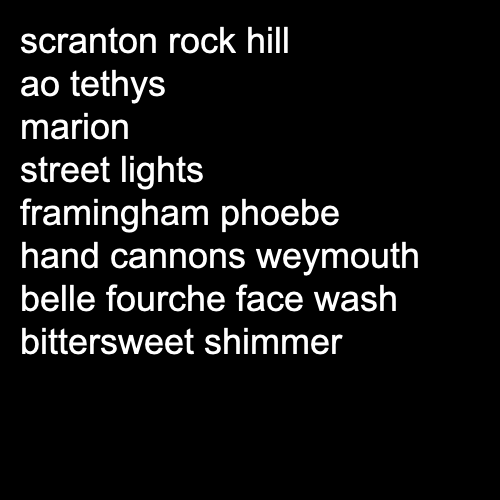 scranton rock hill
ao tethys
marion
street lights
framingham phoebe
hand cannons weymouth
belle fourche face wash
bittersweet shimmer